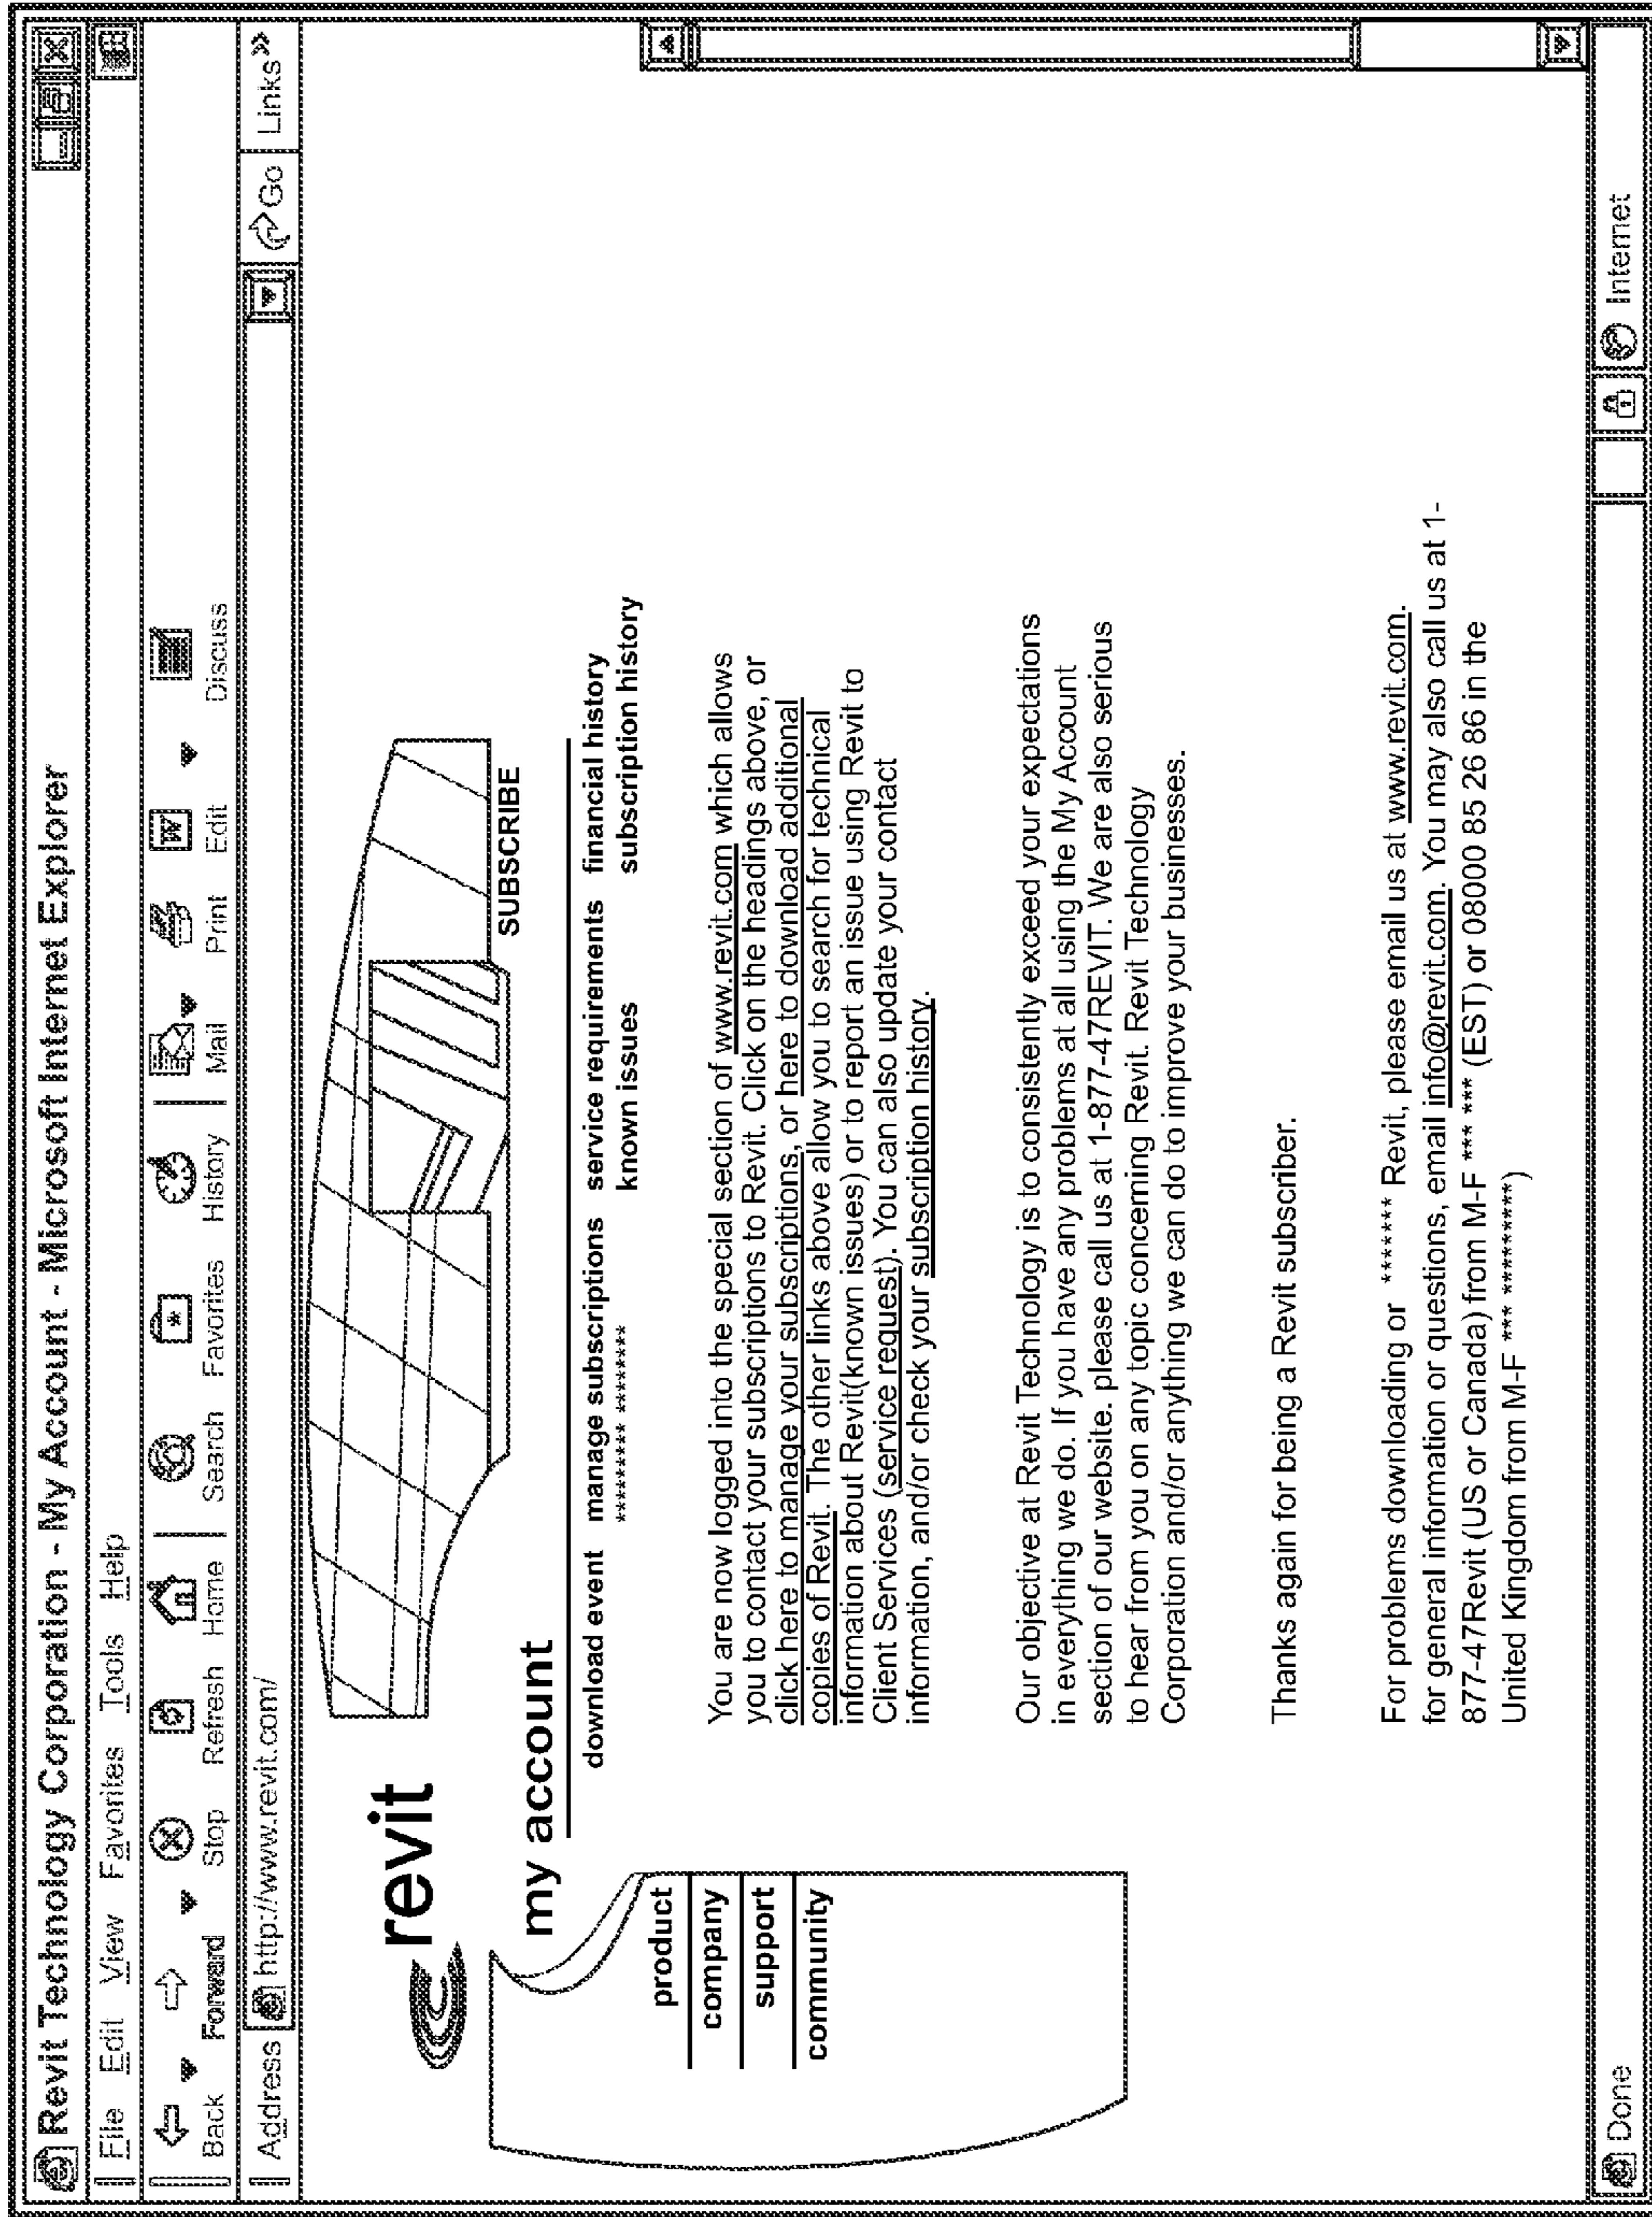 Revit Technology Corporation - My Account - Microsoft Internet Explorer
File Edit View Favorites Tools Help
Back Forward Stop Refresh Home Search Favorites History Mail Print Edit Discuss
Address http://www.revit.com/ Go Links »
revit
SUBSCRIBE
my account
download event manage subscriptions service requirements financial history
********* ******** known issues subscription history
product
company
support
community
You are now logged into the special section of www.revit.com which allows
you to contact your subscriptions to Revit. Click on the headings above, or
click here to manage your subscriptions, or here to download additional
copies of Revit. The other links above allow you to search for technical
information about Revit(known issues) or to report an issue using Revit to
Client Services (service request). You can also update your contact
information, and/or check your subscription history.
Our objective at Revit Technology is to consistently exceed your expectations
in everything we do. If you have any problems at all using the My Account
section of our website. please call us at 1-877-47REVIT. We are also serious
to hear from you on any topic concerning Revit. Revit Technology
Corporation and/or anything we can do to improve your businesses.
Thanks again for being a Revit subscriber.
For problems downloading or ******* Revit, please email us at www.revit.com.
for general information or questions, email info@revit.com. You may also call us at 1-
877-47Revit (US or Canada) from M-F *** *** (EST) or 08000 85 26 86 in the
United Kingdom from M-F *** **********)
Done Internet